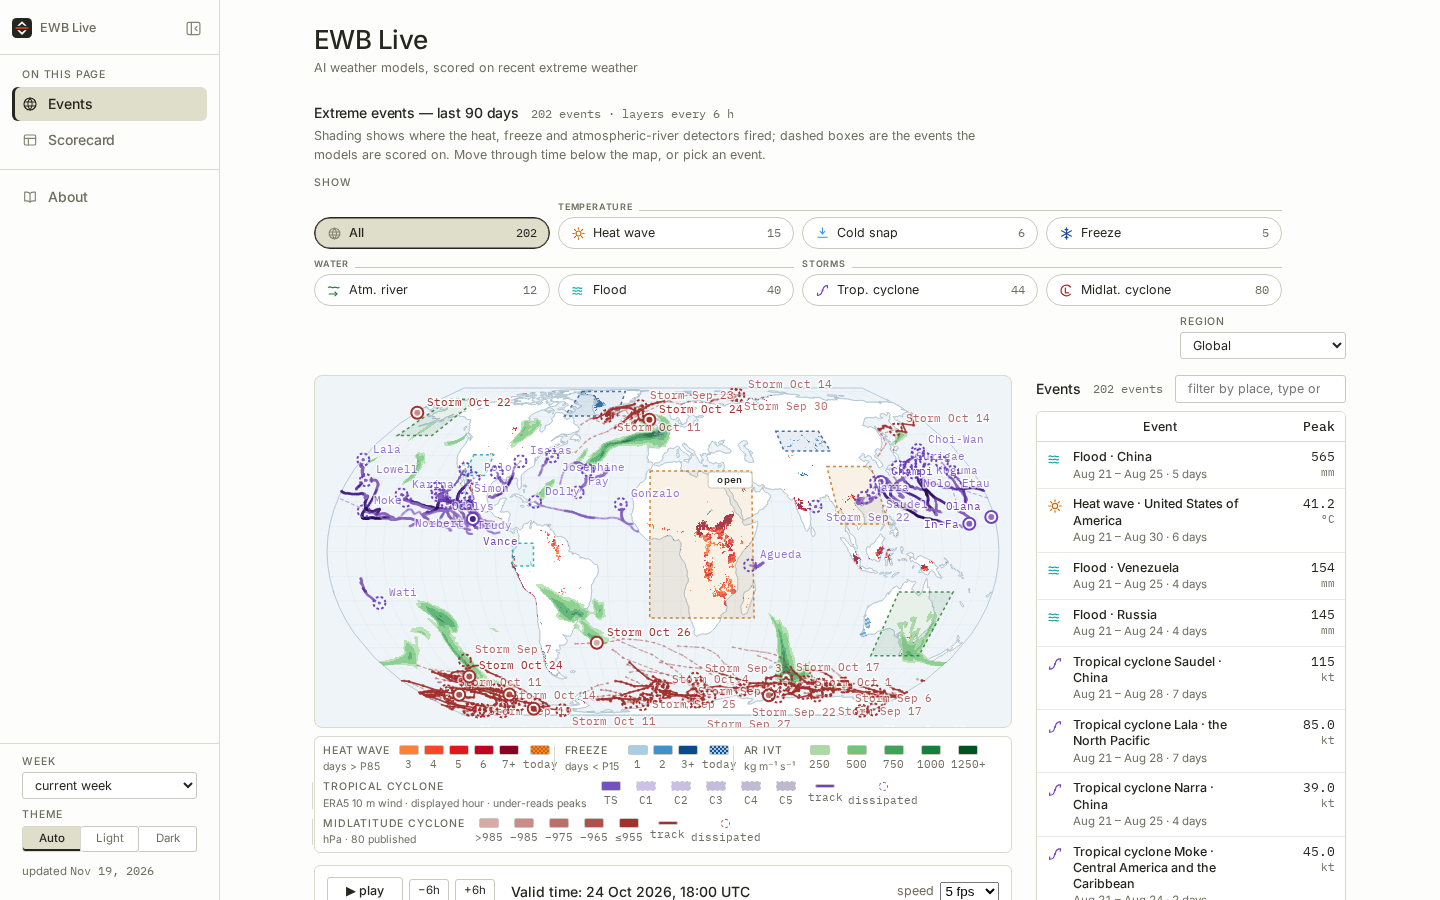 EWB Live
ON THIS PAGE
Events
Scorecard
About
WEEK
current week
THEME
Auto Light Dark
updated Nov 19, 2026
EWB Live
AI weather models, scored on recent extreme weather
Extreme events — last 90 days 202 events · layers every 6 h
Shading shows where the heat, freeze and atmospheric-river detectors fired; dashed boxes are the events the
models are scored on. Move through time below the map, or pick an event.
SHOW
TEMPERATURE
All 202
Heat wave 15
Cold snap 6
Freeze 5
WATER
STORMS
Atm. river 12
Flood 40
Trop. cyclone 44
Midlat. cyclone 80
REGION
Global
Storm Oct 14
Storm Sep 23
Storm Oct 22
Storm Oct 24
Storm Sep 30
Storm Oct 14
Storm Oct 11
Choi-Wan
Lala
Isaias
Lowell
Polo
Josephine
Champi
Koguma
Karina
Simon
Fay
Nolo
Etau
Dolly
Gonzalo
Narra
Moke
Saudel
Olana
Storm Sep 22
Norbert
Trudy
In-Fa
Vance
open
Agueda
Wati
Storm Oct 26
Storm Sep 7
Storm Oct 24
Storm Sep 3
Storm Oct 17
Storm Oct 11
Storm Oct 4
Storm Oct 1
Storm Oct 14
Storm Sep 6
Storm Sep 25
Storm Sep 22
Storm Sep 17
Storm Oct 11
Storm Sep 27
HEAT WAVE
days > P85
3 4 5 6 7+ today
FREEZE
days < P15
1 2 3+ today
AR IVT
kg m⁻¹ s⁻¹
250 500 750 1000 1250+
TROPICAL CYCLONE
ERA5 10 m wind · displayed hour · under-reads peaks
TS C1 C2 C3 C4 C5 track dissipated
MIDLATITUDE CYCLONE
hPa · 80 published
>985 –985 –975 –965 ≤955 track dissipated
▶ play −6h +6h Valid time: 24 Oct 2026, 18:00 UTC speed 5 fps
Events 202 events filter by place, type or
Event Peak
Flood · China 565
Aug 21 – Aug 25 · 5 days mm
Heat wave · United States of 41.2
America °C
Aug 21 – Aug 30 · 6 days
Flood · Venezuela 154
Aug 21 – Aug 25 · 4 days mm
Flood · Russia 145
Aug 21 – Aug 24 · 4 days mm
Tropical cyclone Saudel · 115
China kt
Aug 21 – Aug 28 · 7 days
Tropical cyclone Lala · the 85.0
North Pacific kt
Aug 21 – Aug 28 · 7 days
Tropical cyclone Narra · 39.0
China kt
Aug 21 – Aug 25 · 4 days
Tropical cyclone Moke · 45.0
Central America and the kt
Caribbean
Aug 21 – Aug 24 · 2 days